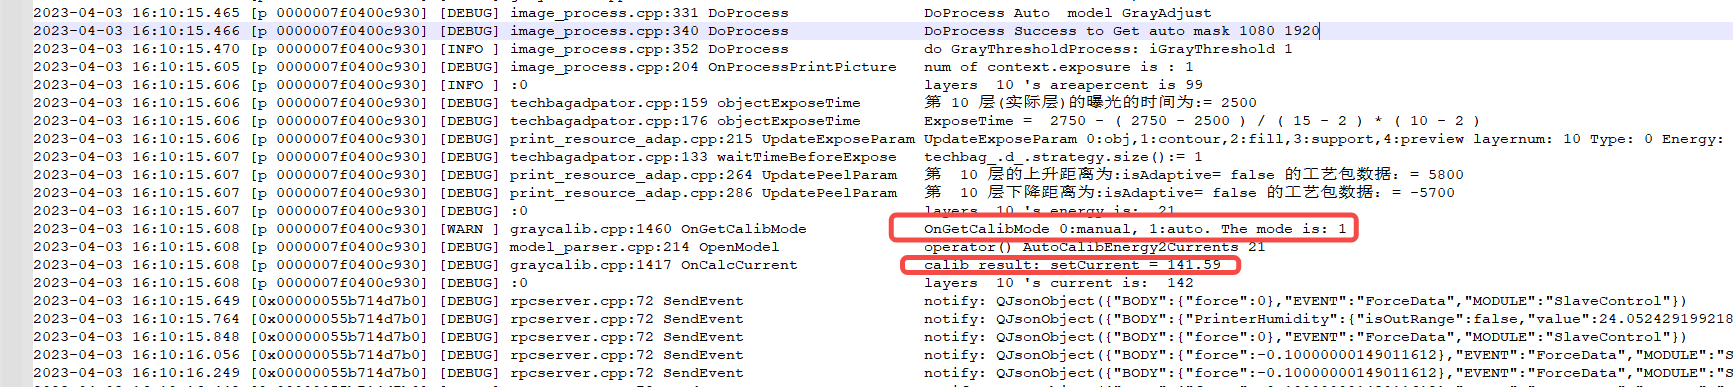 2023-04-03 16:10:15.465 [p 0000007f0400c930] [DEBUG] image_process.cpp:331 DoProcess DoProcess Auto model GrayAdjust
2023-04-03 16:10:15.466 [p 0000007f0400c930] [DEBUG] image_process.cpp:340 DoProcess DoProcess Success to Get auto mask 1080 1920
2023-04-03 16:10:15.470 [p 0000007f0400c930] [INFO ] image_process.cpp:352 DoProcess do GrayThresholdProcess: iGrayThreshold 1
2023-04-03 16:10:15.605 [p 0000007f0400c930] [DEBUG] image_process.cpp:204 OnProcessPrintPicture num of context.exposure is : 1
2023-04-03 16:10:15.606 [p 0000007f0400c930] [INFO ] :0 layers 10 's areapercent is 99
2023-04-03 16:10:15.606 [p 0000007f0400c930] [DEBUG] techbagadpator.cpp:159 objectExposeTime 第 10 层(实际层)的曝光的时间为:= 2500
2023-04-03 16:10:15.606 [p 0000007f0400c930] [DEBUG] techbagadpator.cpp:176 objectExposeTime ExposeTime = 2750 - ( 2750 - 2500 ) / ( 15 - 2 ) * ( 10 - 2 )
2023-04-03 16:10:15.606 [p 0000007f0400c930] [DEBUG] print_resource_adap.cpp:215 UpdateExposeParam UpdateExposeParam 0:obj,1:contour,2:fill,3:support,4:preview layernum: 10 Type: 0 Energy:
2023-04-03 16:10:15.607 [p 0000007f0400c930] [DEBUG] techbagadpator.cpp:133 waitTimeBeforeExpose techbag_.d_.strategy.size():= 1
2023-04-03 16:10:15.607 [p 0000007f0400c930] [DEBUG] print_resource_adap.cpp:264 UpdatePeelParam 第 10 层的上升距离为:isAdaptive= false 的工艺包数据: = 5800
2023-04-03 16:10:15.607 [p 0000007f0400c930] [DEBUG] print_resource_adap.cpp:286 UpdatePeelParam 第 10 层下降距离为:isAdaptive= false 的工艺包数据: = -5700
2023-04-03 16:10:15.607 [p 0000007f0400c930] [DEBUG] :0 layers 10 's energy is: 21
2023-04-03 16:10:15.608 [p 0000007f0400c930] [WARN ] graycalib.cpp:1460 OnGetCalibMode OnGetCalibMode 0:manual, 1:auto. The mode is: 1
2023-04-03 16:10:15.608 [p 0000007f0400c930] [DEBUG] model_parser.cpp:214 OpenModel operator() AutoCalibEnergy2Currents 21
2023-04-03 16:10:15.608 [p 0000007f0400c930] [DEBUG] graycalib.cpp:1417 OnCalcCurrent calib result: setCurrent = 141.59
2023-04-03 16:10:15.608 [p 0000007f0400c930] [DEBUG] :0 layers 10 's current is: 142
2023-04-03 16:10:15.649 [0x00000055b714d7b0] [DEBUG] rpcserver.cpp:72 SendEvent notify: QJsonObject({"BODY":{"force":0},"EVENT":"ForceData","MODULE":"SlaveControl"})
2023-04-03 16:10:15.764 [0x00000055b714d7b0] [DEBUG] rpcserver.cpp:72 SendEvent notify: QJsonObject({"BODY":{"PrinterHumidity":{"isOutRange":false,"value":24.052429199218
2023-04-03 16:10:15.848 [0x00000055b714d7b0] [DEBUG] rpcserver.cpp:72 SendEvent notify: QJsonObject({"BODY":{"force":0},"EVENT":"ForceData","MODULE":"SlaveControl"})
2023-04-03 16:10:16.056 [0x00000055b714d7b0] [DEBUG] rpcserver.cpp:72 SendEvent notify: QJsonObject({"BODY":{"force":-0.10000000149011612},"EVENT":"ForceData","MODULE":"S
2023-04-03 16:10:16.249 [0x00000055b714d7b0] [DEBUG] rpcserver.cpp:72 SendEvent notify: QJsonObject({"BODY":{"force":-0.10000000149011612},"EVENT":"ForceData","MODULE":"S